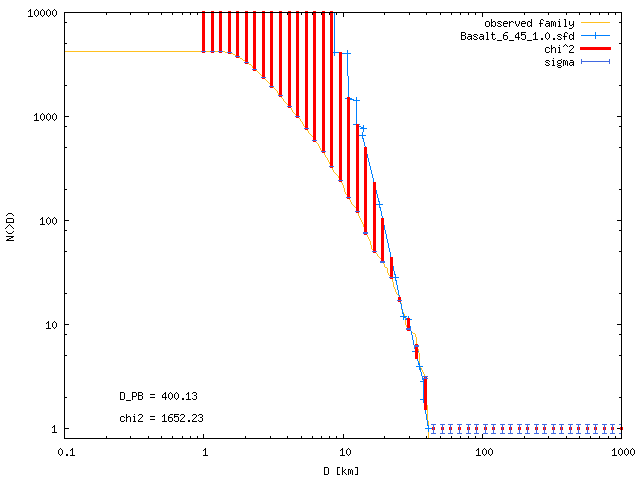 observed family
Basalt_6_45_1.0.sfd
chi^2
sigma
10000
1000
100
10
1
N(>D)
D_PB = 400.13
chi2 = 1652.23
0.1 1 10 100 1000
D [km]